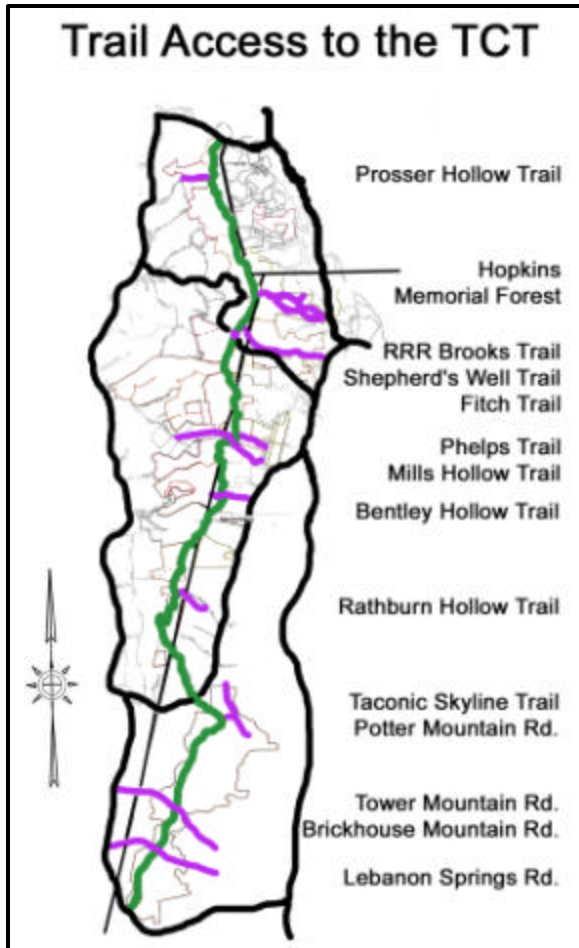 Trail Access to the TCT
Prosser Hollow Trail
Hopkins
Memorial Forest
RRR Brooks Trail
Shepherd's Well Trail
Fitch Trail
Phelps Trail
Mills Hollow Trail
Bentley Hollow Trail
Rathburn Hollow Trail
Taconic Skyline Trail
Potter Mountain Rd.
Tower Mountain Rd.
Brickhouse Mountain Rd.
Lebanon Springs Rd.